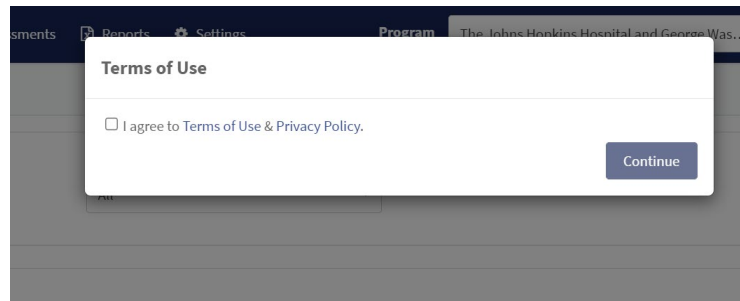 sments Reports Settings Program The Johns Hopkins Hospital and George Was...
Terms of Use
I agree to Terms of Use & Privacy Policy.
Continue
All